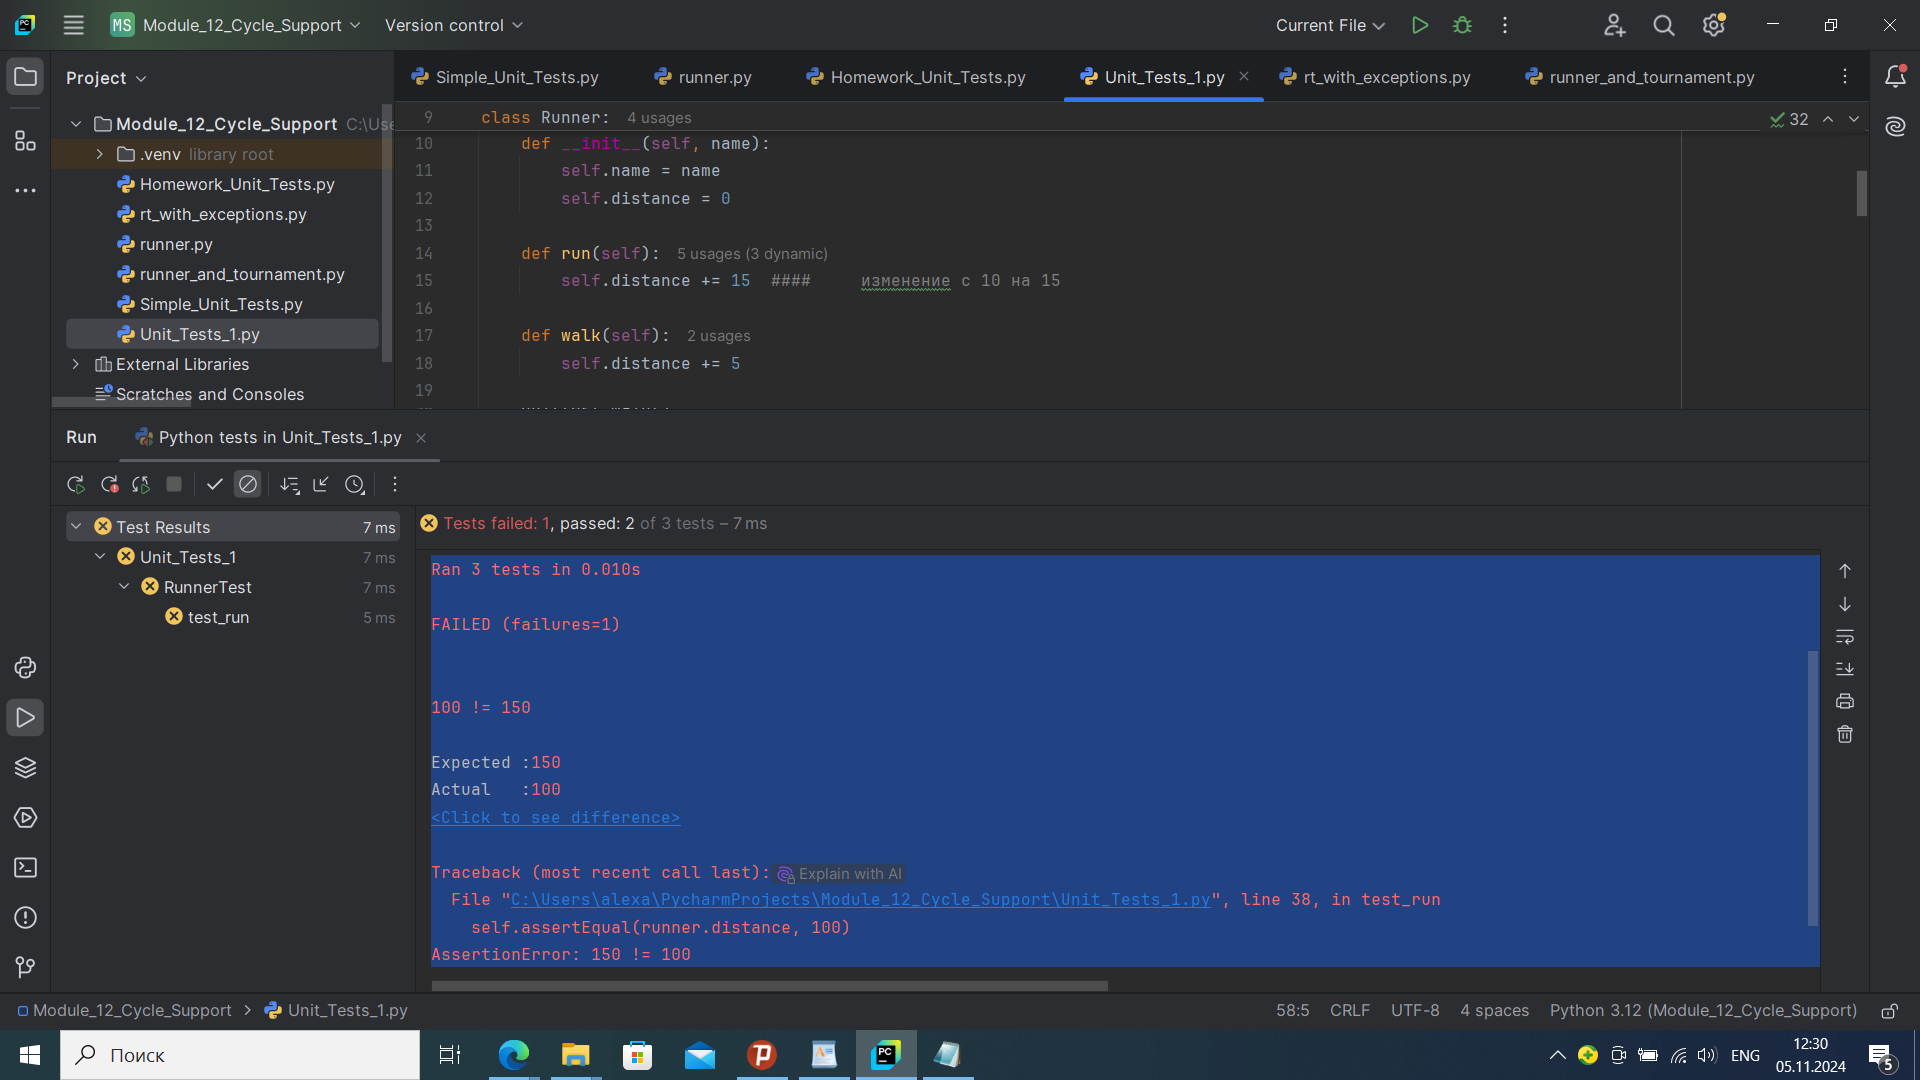 MS Module_12_Cycle_Support Version control Current File
Project
Simple_Unit_Tests.py runner.py Homework_Unit_Tests.py Unit_Tests_1.py rt_with_exceptions.py runner_and_tournament.py
Module_12_Cycle_Support C:\Use
.venv library root
Homework_Unit_Tests.py
rt_with_exceptions.py
runner.py
runner_and_tournament.py
Simple_Unit_Tests.py
Unit_Tests_1.py
External Libraries
Scratches and Consoles
32
9 class Runner: 4 usages
10 def __init__(self, name):
11 self.name = name
12 self.distance = 0
13
14 def run(self): 5 usages (3 dynamic)
15 self.distance += 15 #### изменение с 10 на 15
16
17 def walk(self): 2 usages
18 self.distance += 5
19
Run Python tests in Unit_Tests_1.py
Test Results 7 ms
Unit_Tests_1 7 ms
RunnerTest 7 ms
test_run 5 ms
Tests failed: 1, passed: 2 of 3 tests – 7 ms
Ran 3 tests in 0.010s
FAILED (failures=1)
100 != 150
Expected :150
Actual :100
<Click to see difference>
Traceback (most recent call last): Explain with AI
File "C:\Users\alexa\PycharmProjects\Module_12_Cycle_Support\Unit_Tests_1.py", line 38, in test_run
self.assertEqual(runner.distance, 100)
AssertionError: 150 != 100
Module_12_Cycle_Support > Unit_Tests_1.py 58:5 CRLF UTF-8 4 spaces Python 3.12 (Module_12_Cycle_Support)
Поиск
PC
ENG
12:30
05.11.2024
5